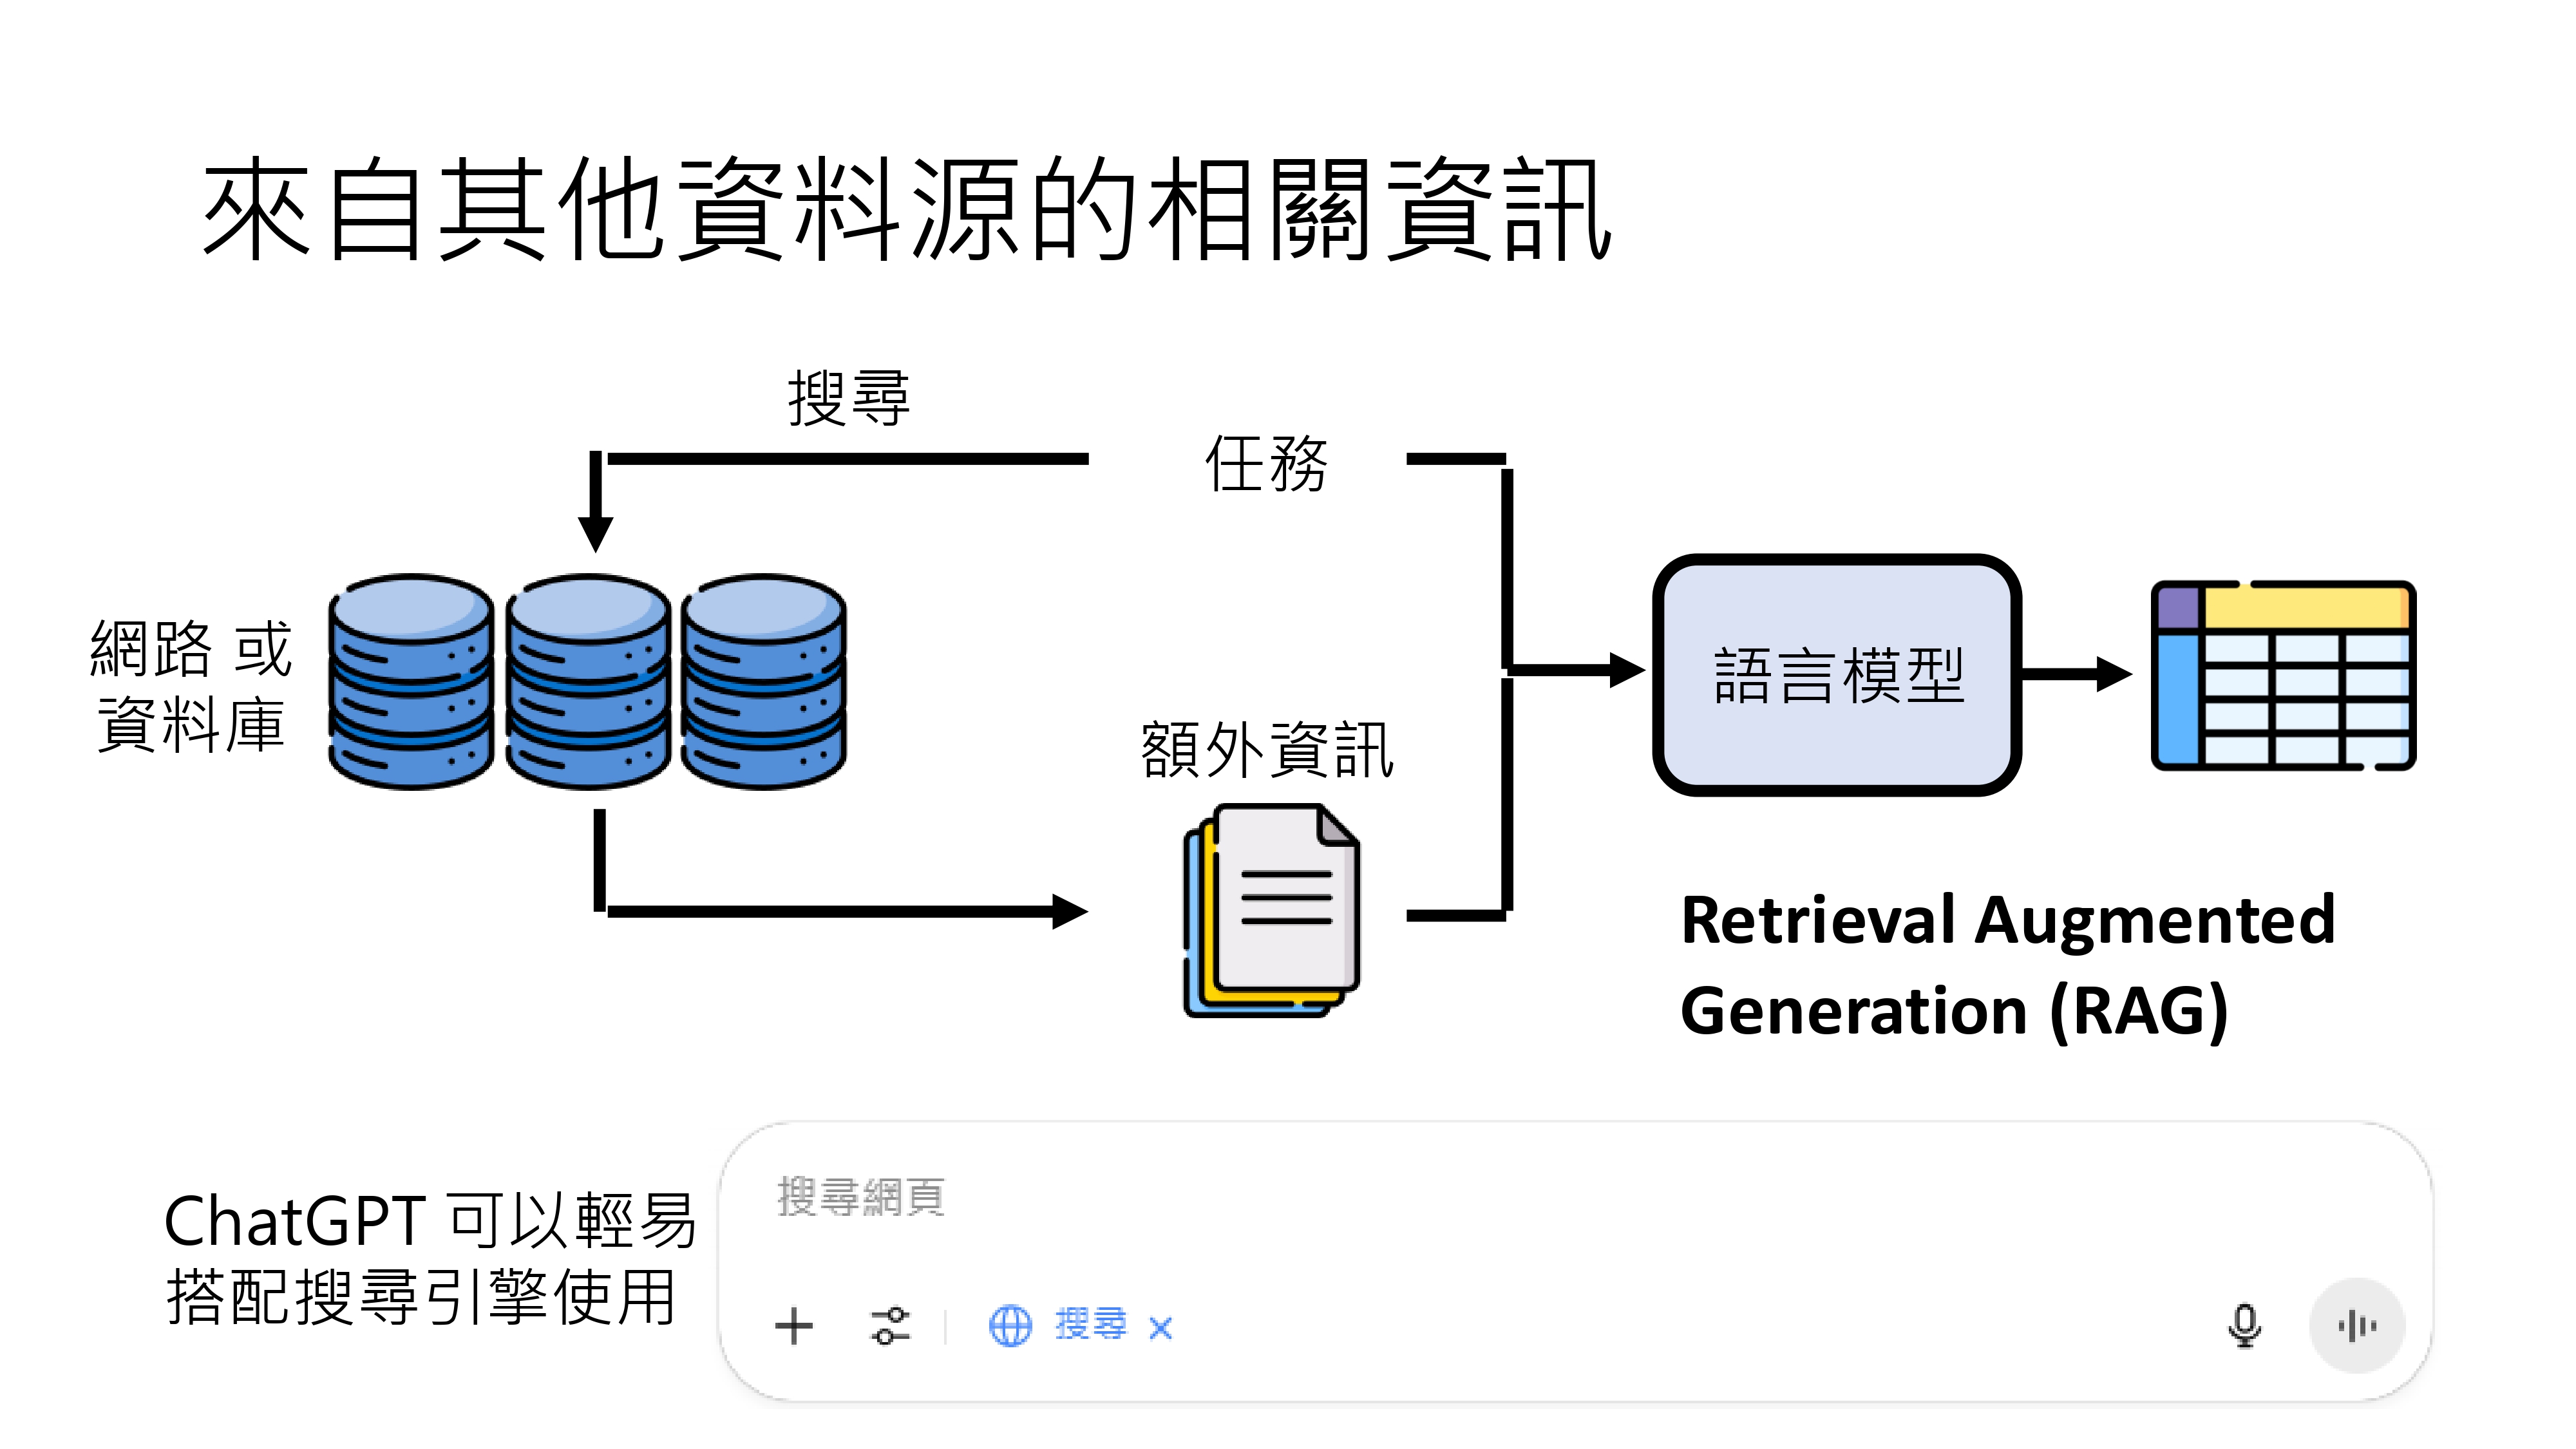 來自其他資料源的相關資訊
搜尋
任務
網路 或
資料庫
額外資訊
語言模型
Retrieval Augmented
Generation (RAG)
ChatGPT 可以輕易
搭配搜尋引擎使用
搜尋網頁
搜尋